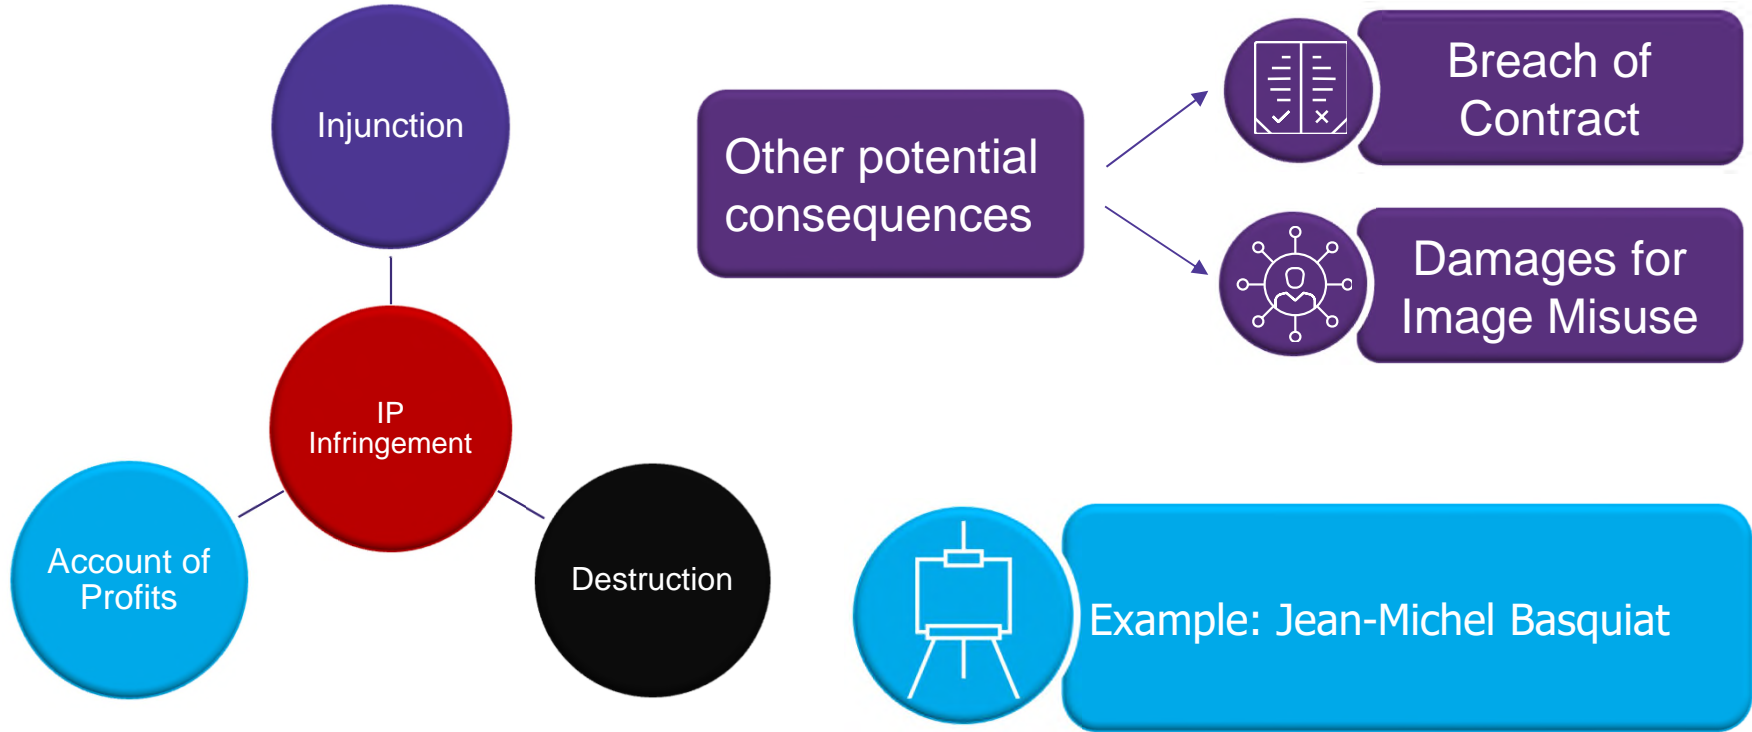 Injunction
IP
Infringement
Account of
Profits
Destruction
Other potential
consequences
Breach of
Contract
Damages for
Image Misuse
Example: Jean-Michel Basquiat